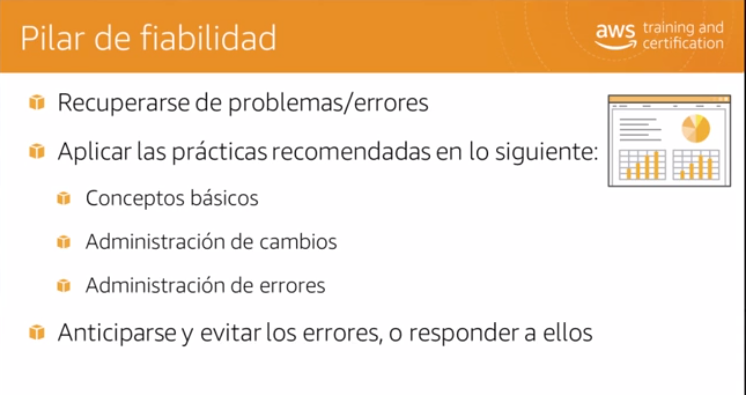 Pilar de fiabilidad
aws training and
certification
Recuperarse de problemas/errores
Aplicar las prácticas recomendadas en lo siguiente:
Conceptos básicos
Administración de cambios
Administración de errores
Anticiparse y evitar los errores, o responder a ellos